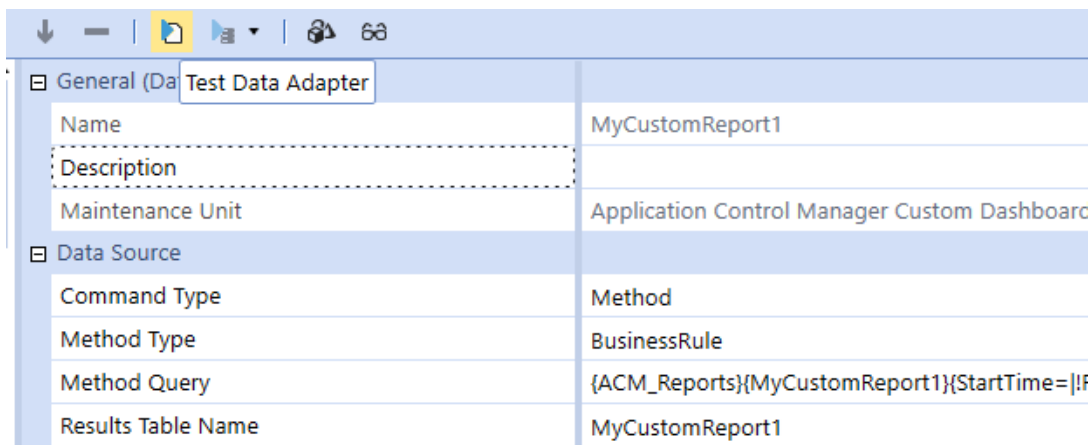 General (Da
Test Data Adapter
Name MyCustomReport1
Description
Maintenance Unit Application Control Manager Custom Dashboard
Data Source
Command Type Method
Method Type BusinessRule
Method Query {ACM_Reports}{MyCustomReport1}{StartTime=|!F
Results Table Name MyCustomReport1